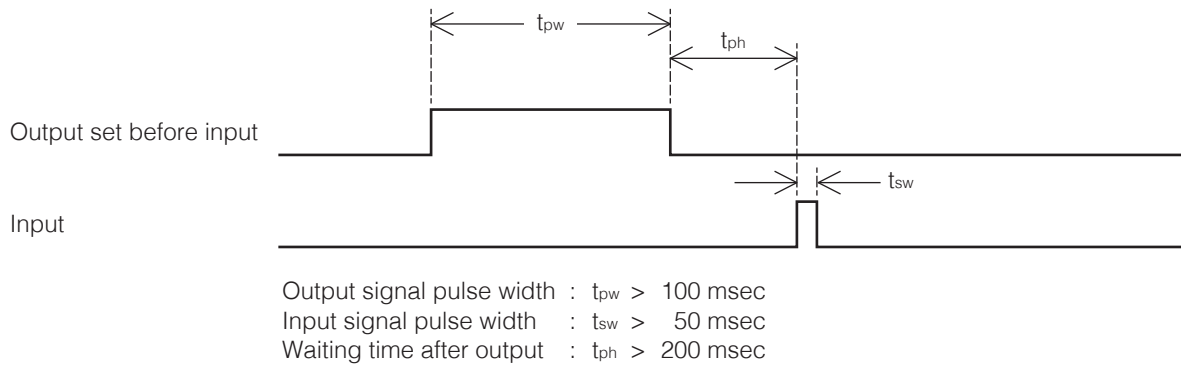 tpw
tph
Output set before input
tsw
Input
Output signal pulse width : tpw > 100 msec
Input signal pulse width : tsw > 50 msec
Waiting time after output : tph > 200 msec